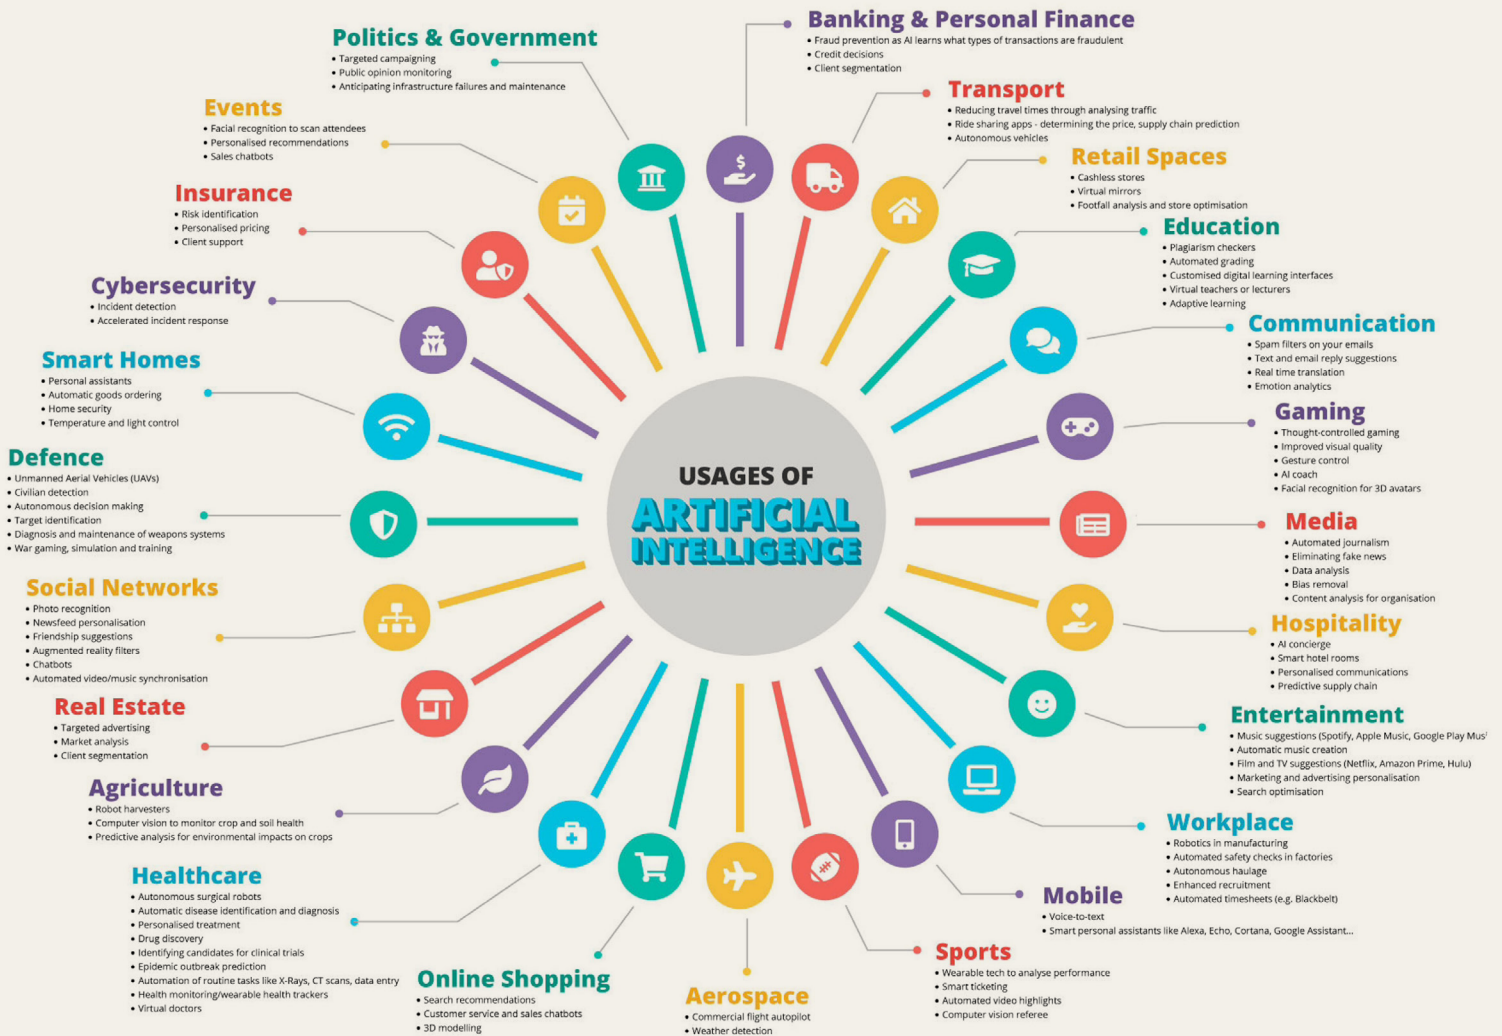 USAGES OF
ARTIFICIAL
INTELLIGENCE
Banking & Personal Finance
• Fraud prevention as AI learns what types of transactions are fraudulent
• Credit decisions
• Client segmentation
Transport
• Reducing travel times through analysing traffic
• Ride sharing apps - determining the price, supply chain prediction
• Autonomous vehicles
Retail Spaces
• Cashless stores
• Virtual mirrors
• Footfall analysis and store optimisation
Education
• Plagiarism checkers
• Automated grading
• Customised digital learning interfaces
• Virtual teachers or lecturers
• Adaptive learning
Communication
• Spam filters on your emails
• Text and email reply suggestions
• Real time translation
• Emotion analytics
Gaming
• Thought-controlled gaming
• Improved visual quality
• Gesture control
• AI coach
• Facial recognition for 3D avatars
Media
• Automated journalism
• Eliminating fake news
• Data analysis
• Bias removal
• Content analysis for organisation
Hospitality
• AI concierge
• Smart hotel rooms
• Personalised communications
• Predictive supply chain
Entertainment
• Music suggestions (Spotify, Apple Music, Google Play Mus
• Automatic music creation
• Film and TV suggestions (Netflix, Amazon Prime, Hulu)
• Marketing and advertising personalisation
• Search optimisation
Workplace
• Robotics in manufacturing
• Automated safety checks in factories
• Autonomous haulage
• Enhanced recruitment
• Automated timesheets (e.g. Blackbelt)
Mobile
• Voice-to-text
• Smart personal assistants like Alexa, Echo, Cortana, Google Assistant...
Sports
• Wearable tech to analyse performance
• Smart ticketing
• Automated video highlights
• Computer vision referee
Aerospace
• Commercial flight autopilot
• Weather detection
Online Shopping
• Search recommendations
• Customer service and sales chatbots
• 3D modelling
Healthcare
• Autonomous surgical robots
• Automatic disease identification and diagnosis
• Personalised treatment
• Drug discovery
• Identifying candidates for clinical trials
• Epidemic outbreak prediction
• Automation of routine tasks like X-Rays, CT scans, data entry
• Health monitoring/wearable health trackers
• Virtual doctors
Agriculture
• Robot harvesters
• Computer vision to monitor crop and soil health
• Predictive analysis for environmental impacts on crops
Real Estate
• Targeted advertising
• Market analysis
• Client segmentation
Social Networks
• Photo recognition
• Newsfeed personalisation
• Friendship suggestions
• Augmented reality filters
• Chatbots
• Automated video/music synchronisation
Defence
• Unmanned Aerial Vehicles (UAVs)
• Civilian detection
• Autonomous decision making
• Target identification
• Diagnosis and maintenance of weapons systems
• War gaming, simulation and training
Smart Homes
• Personal assistants
• Automatic goods ordering
• Home security
• Temperature and light control
Cybersecurity
• Incident detection
• Accelerated incident response
Insurance
• Risk identification
• Personalised pricing
• Client support
Events
• Facial recognition to scan attendees
• Personalised recommendations
• Sales chatbots
Politics & Government
• Targeted campaigning
• Public opinion monitoring
• Anticipating infrastructure failures and maintenance